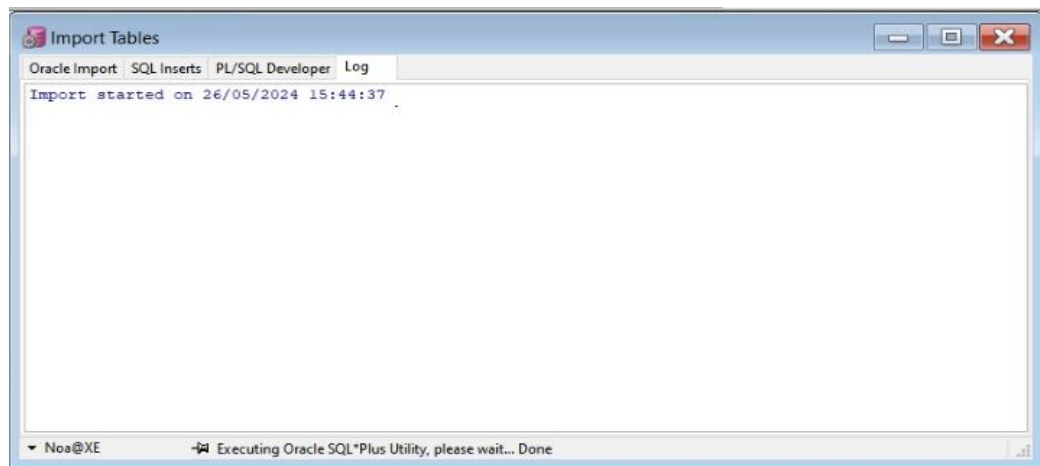 Import Tables
Oracle Import SQL Inserts PL/SQL Developer Log
Import started on 26/05/2024 15:44:37
Noa@XE Executing Oracle SQL*Plus Utility, please wait... Done